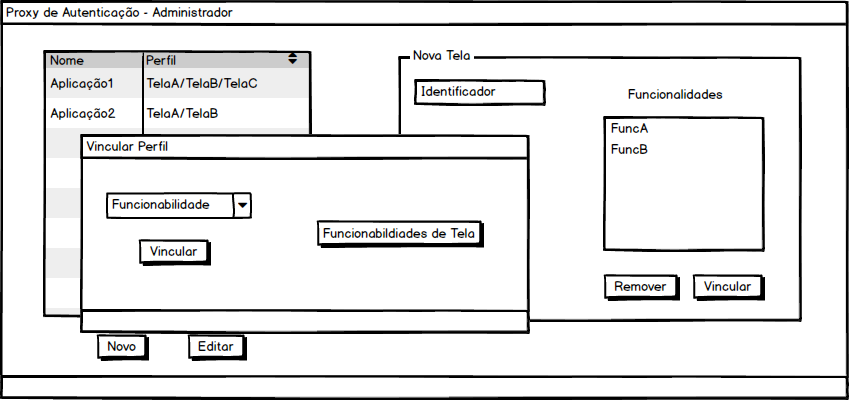 Proxy de Autenticação - Administrador
Nome Perfil
Aplicação1 TelaA/TelaB/TelaC
Aplicação2 TelaA/TelaB
Nova Tela
Identificador
Funcionalidades
FuncA
FuncB
Remover Vincular
Vincular Perfil
Funcionabilidade
Vincular
Funcionabildiades de Tela
Novo Editar